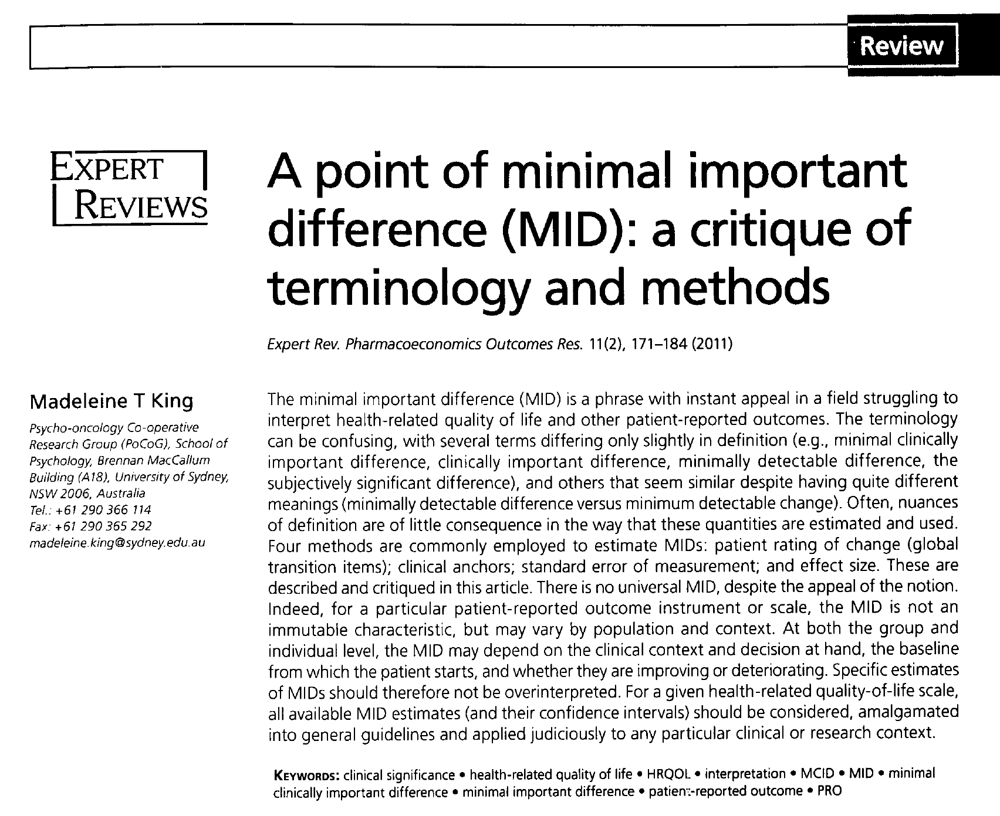 Review
EXPERT
REVIEWS
A point of minimal important
difference (MID): a critique of
terminology and methods
Expert Rev. Pharmacoeconomics Outcomes Res. 11(2), 171–184 (2011)
Madeleine T King
Psycho-oncology Co-operative
Research Group (PoCoG), School of
Psychology, Brennan MacCallum
Building (A18), University of Sydney,
NSW 2006, Australia
Tel.: +61 290 366 114
Fax: +61 290 365 292
madeleine.king@sydney.edu.au
The minimal important difference (MID) is a phrase with instant appeal in a field struggling to
interpret health-related quality of life and other patient-reported outcomes. The terminology
can be confusing, with several terms differing only slightly in definition (e.g., minimal clinically
important difference, clinically important difference, minimally detectable difference, the
subjectively significant difference), and others that seem similar despite having quite different
meanings (minimally detectable difference versus minimum detectable change). Often, nuances
of definition are of little consequence in the way that these quantities are estimated and used.
Four methods are commonly employed to estimate MIDs: patient rating of change (global
transition items); clinical anchors; standard error of measurement; and effect size. These are
described and critiqued in this article. There is no universal MID, despite the appeal of the notion.
Indeed, for a particular patient-reported outcome instrument or scale, the MID is not an
immutable characteristic, but may vary by population and context. At both the group and
individual level, the MID may depend on the clinical context and decision at hand, the baseline
from which the patient starts, and whether they are improving or deteriorating. Specific estimates
of MIDs should therefore not be overinterpreted. For a given health-related quality-of-life scale,
all available MID estimates (and their confidence intervals) should be considered, amalgamated
into general guidelines and applied judiciously to any particular clinical or research context.
KEYWORDS: clinical significance • health-related quality of life • HRQOL • interpretation • MCID • MID • minimal
clinically important difference • minimal important difference • patient-reported outcome • PRO